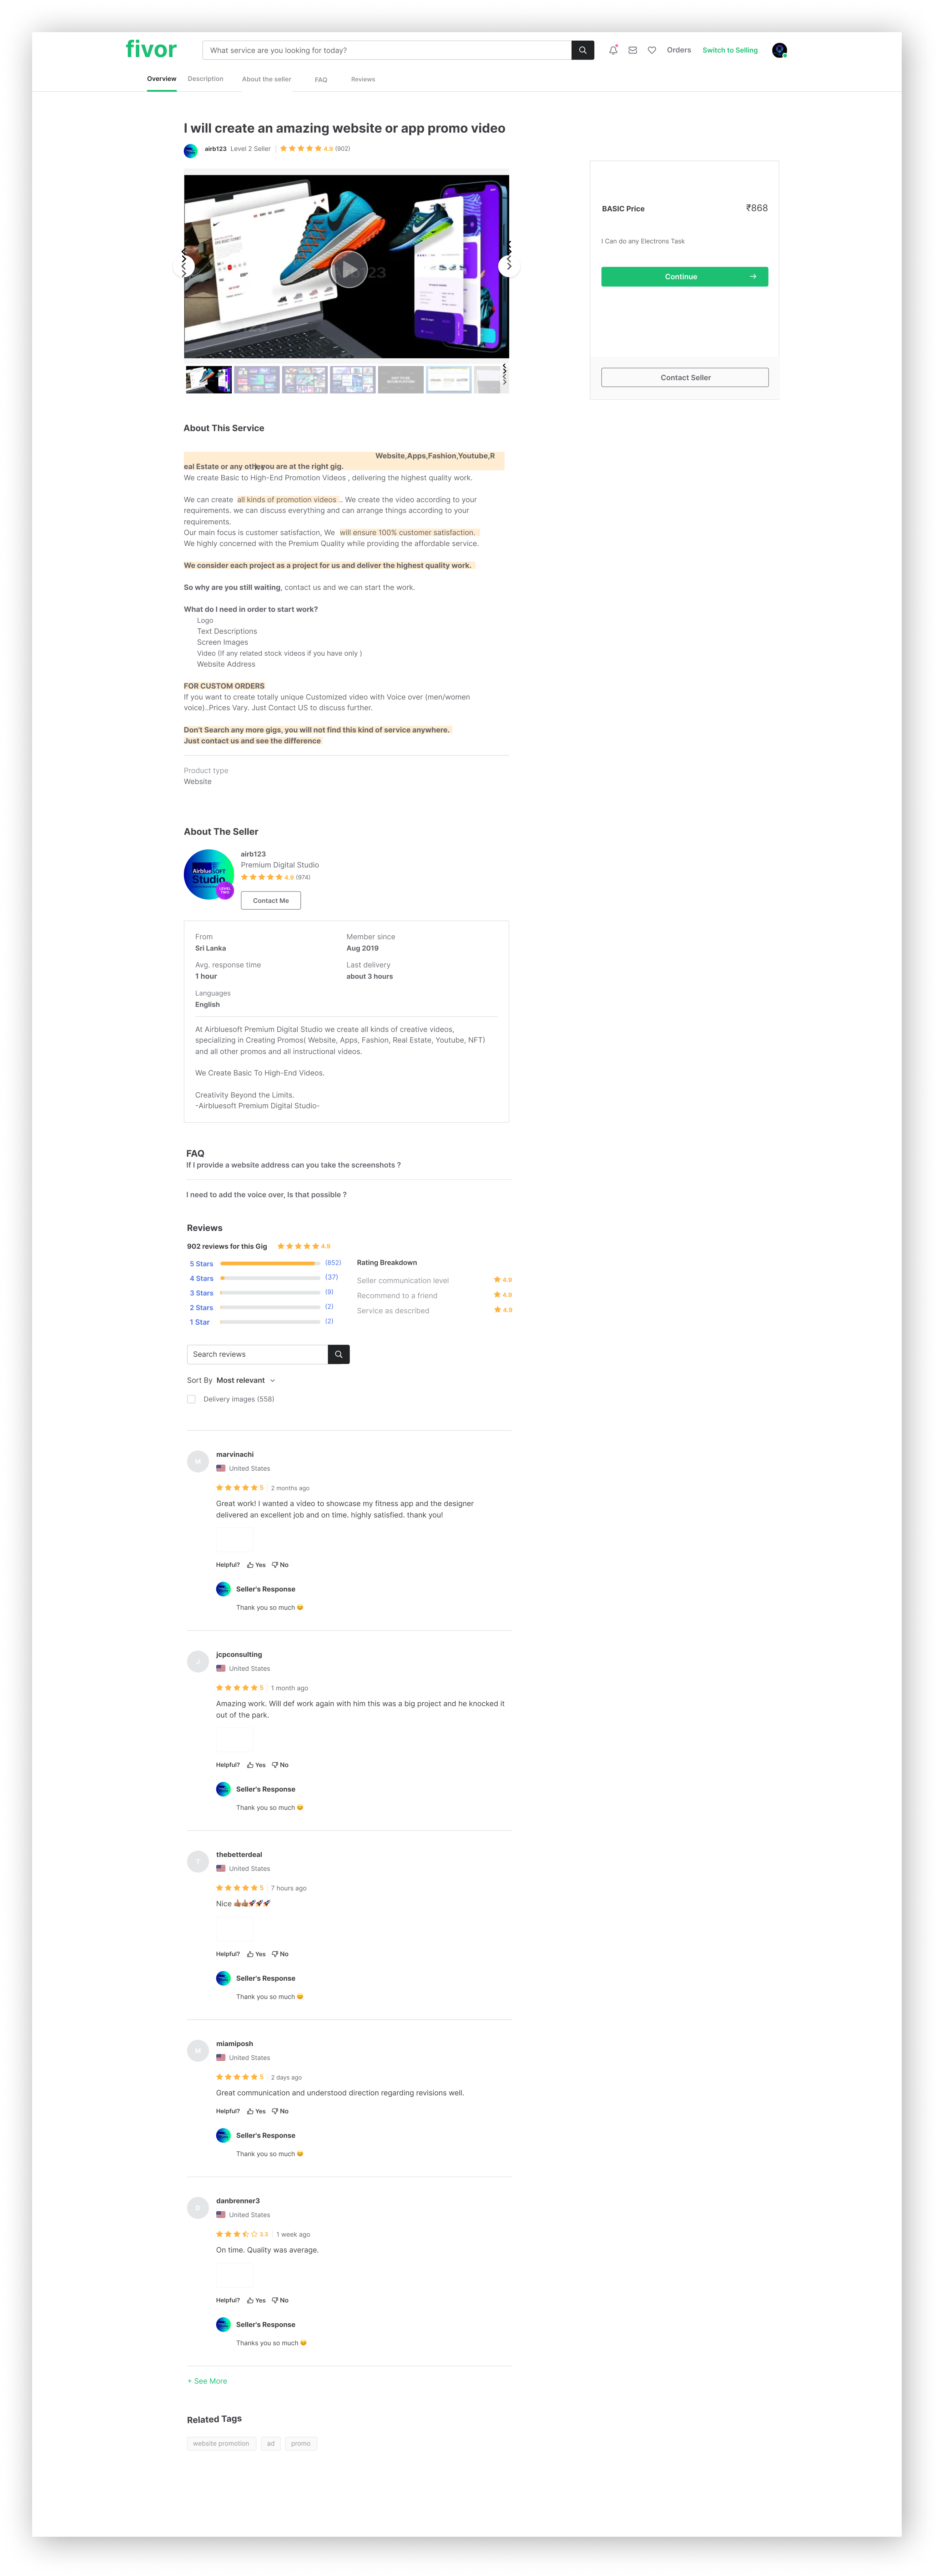 fivor
What service are you looking for today?
Orders
Switch to Selling
Overview
Description
About the seller
FAQ
Reviews
I will create an amazing website or app promo video
airb123 Level 2 Seller 4.9 (902)
BASIC Price ₹868
I Can do any Electrons Task
Continue
Contact Seller
About This Service
Website,Apps,Fashion,Youtube,R
eal Estate or any other you are at the right gig.
We create Basic to High-End Promotion Videos , delivering the highest quality work.
We can create all kinds of promotion videos .. We create the video according to your
requirements. we can discuss everything and can arrange things according to your
requirements.
Our main focus is customer satisfaction, We will ensure 100% customer satisfaction.
We highly concerned with the Premium Quality while providing the affordable service.
We consider each project as a project for us and deliver the highest quality work.
So why are you still waiting, contact us and we can start the work.
What do I need in order to start work?
Logo
Text Descriptions
Screen Images
Video (If any related stock videos if you have only )
Website Address
FOR CUSTOM ORDERS
If you want to create totally unique Customized video with Voice over (men/women
voice)..Prices Vary. Just Contact US to discuss further.
Don't Search any more gigs, you will not find this kind of service anywhere.
Just contact us and see the difference
Product type
Website
About The Seller
Airbluesoft
Studio
LEVEL
TWO
airb123
Premium Digital Studio
4.9 (974)
Contact Me
From
Sri Lanka
Member since
Aug 2019
Avg. response time
1 hour
Last delivery
about 3 hours
Languages
English
At Airbluesoft Premium Digital Studio we create all kinds of creative videos,
specializing in Creating Promos( Website, Apps, Fashion, Real Estate, Youtube, NFT)
and all other promos and all instructional videos.
We Create Basic To High-End Videos.
Creativity Beyond the Limits.
-Airbluesoft Premium Digital Studio-
FAQ
If I provide a website address can you take the screenshots ?
I need to add the voice over, Is that possible ?
Reviews
902 reviews for this Gig 4.9
5 Stars (852)
4 Stars (37)
3 Stars (9)
2 Stars (2)
1 Star (2)
Rating Breakdown
Seller communication level 4.9
Recommend to a friend 4.9
Service as described 4.9
Search reviews
Sort By Most relevant
Delivery images (558)
M
marvinachi
United States
5 2 months ago
Great work! I wanted a video to showcase my fitness app and the designer
delivered an excellent job and on time. highly satisfied. thank you!
Helpful? Yes No
Seller's Response
Thank you so much 😊
J
jcpconsulting
United States
5 1 month ago
Amazing work. Will def work again with him this was a big project and he knocked it
out of the park.
Helpful? Yes No
Seller's Response
Thank you so much 😊
T
thebetterdeal
United States
5 7 hours ago
Nice 👍🏽👍🏽🚀🚀🚀
Helpful? Yes No
Seller's Response
Thank you so much 😊
M
miamiposh
United States
5 2 days ago
Great communication and understood direction regarding revisions well.
Helpful? Yes No
Seller's Response
Thank you so much 😊
D
danbrenner3
United States
3.3 1 week ago
On time. Quality was average.
Helpful? Yes No
Seller's Response
Thanks you so much 😊
+ See More
Related Tags
website promotion
ad
promo